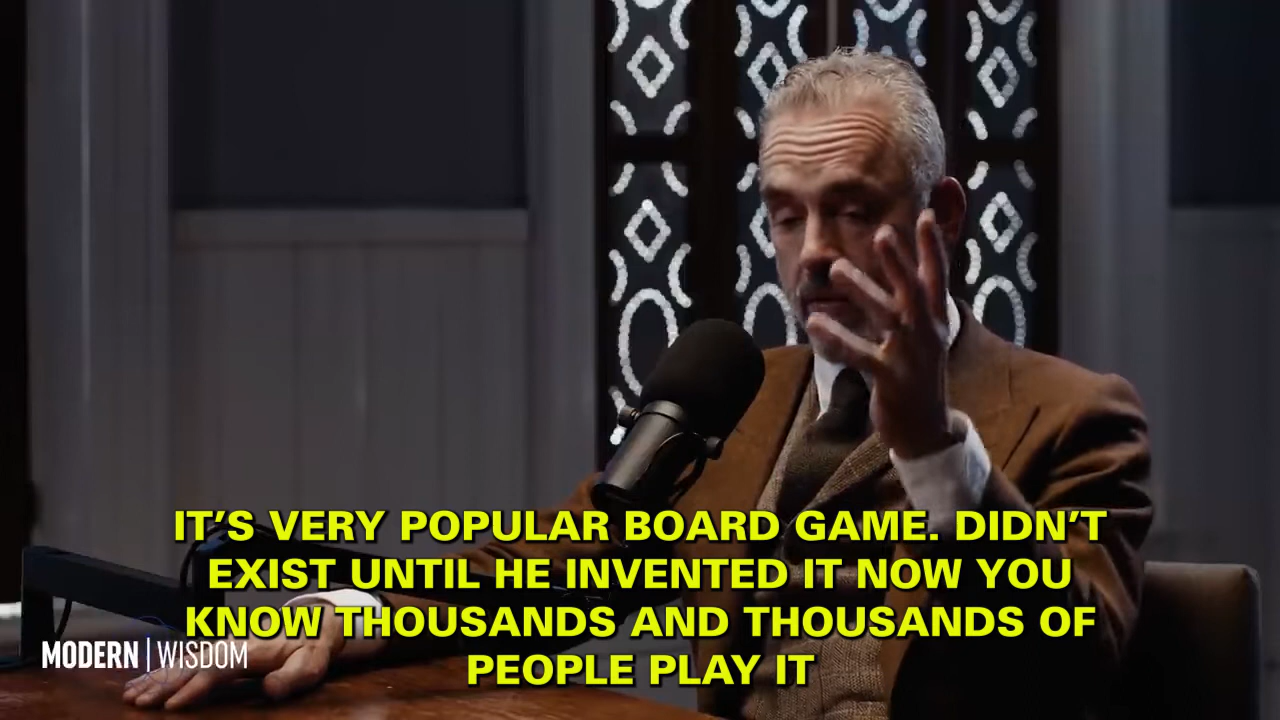 IT'S VERY POPULAR BOARD GAME. DIDN'T
EXIST UNTIL HE INVENTED IT NOW YOU
KNOW THOUSANDS AND THOUSANDS OF
PEOPLE PLAY IT
MODERN | WISDOM